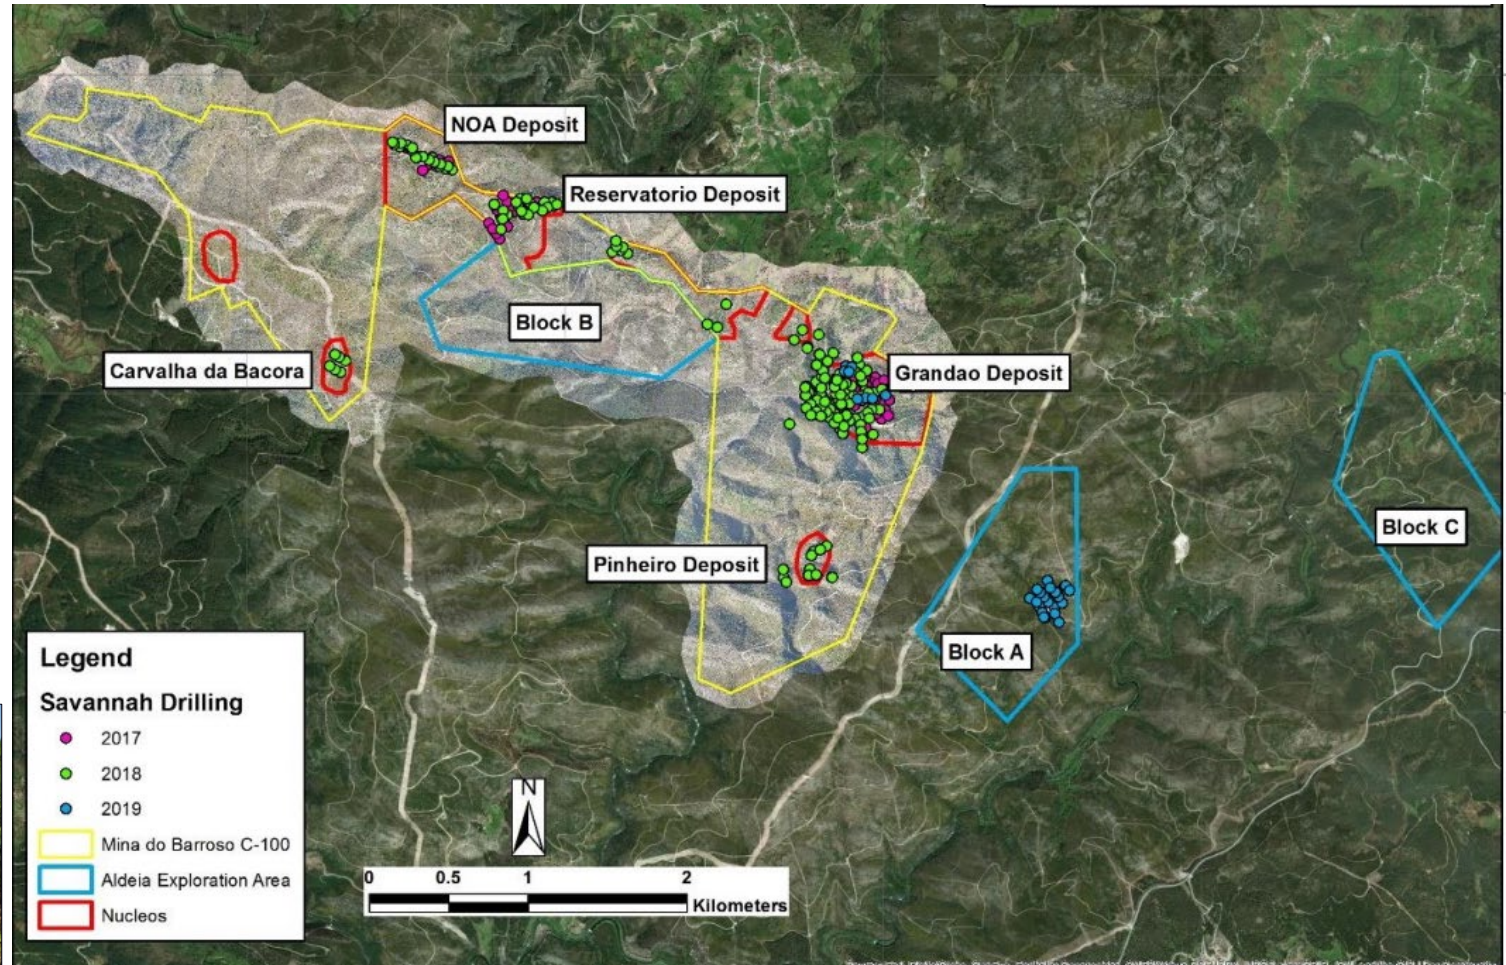 NOA Deposit
Reservatorio Deposit
Block B
Carvalha da Bacora
Grandao Deposit
Block C
Pinheiro Deposit
Block A
Legend
Savannah Drilling
2017
2018
2019
Mina do Barroso C-100
Aldeia Exploration Area
Nucleos
N
0 0.5 1 2
Kilometers